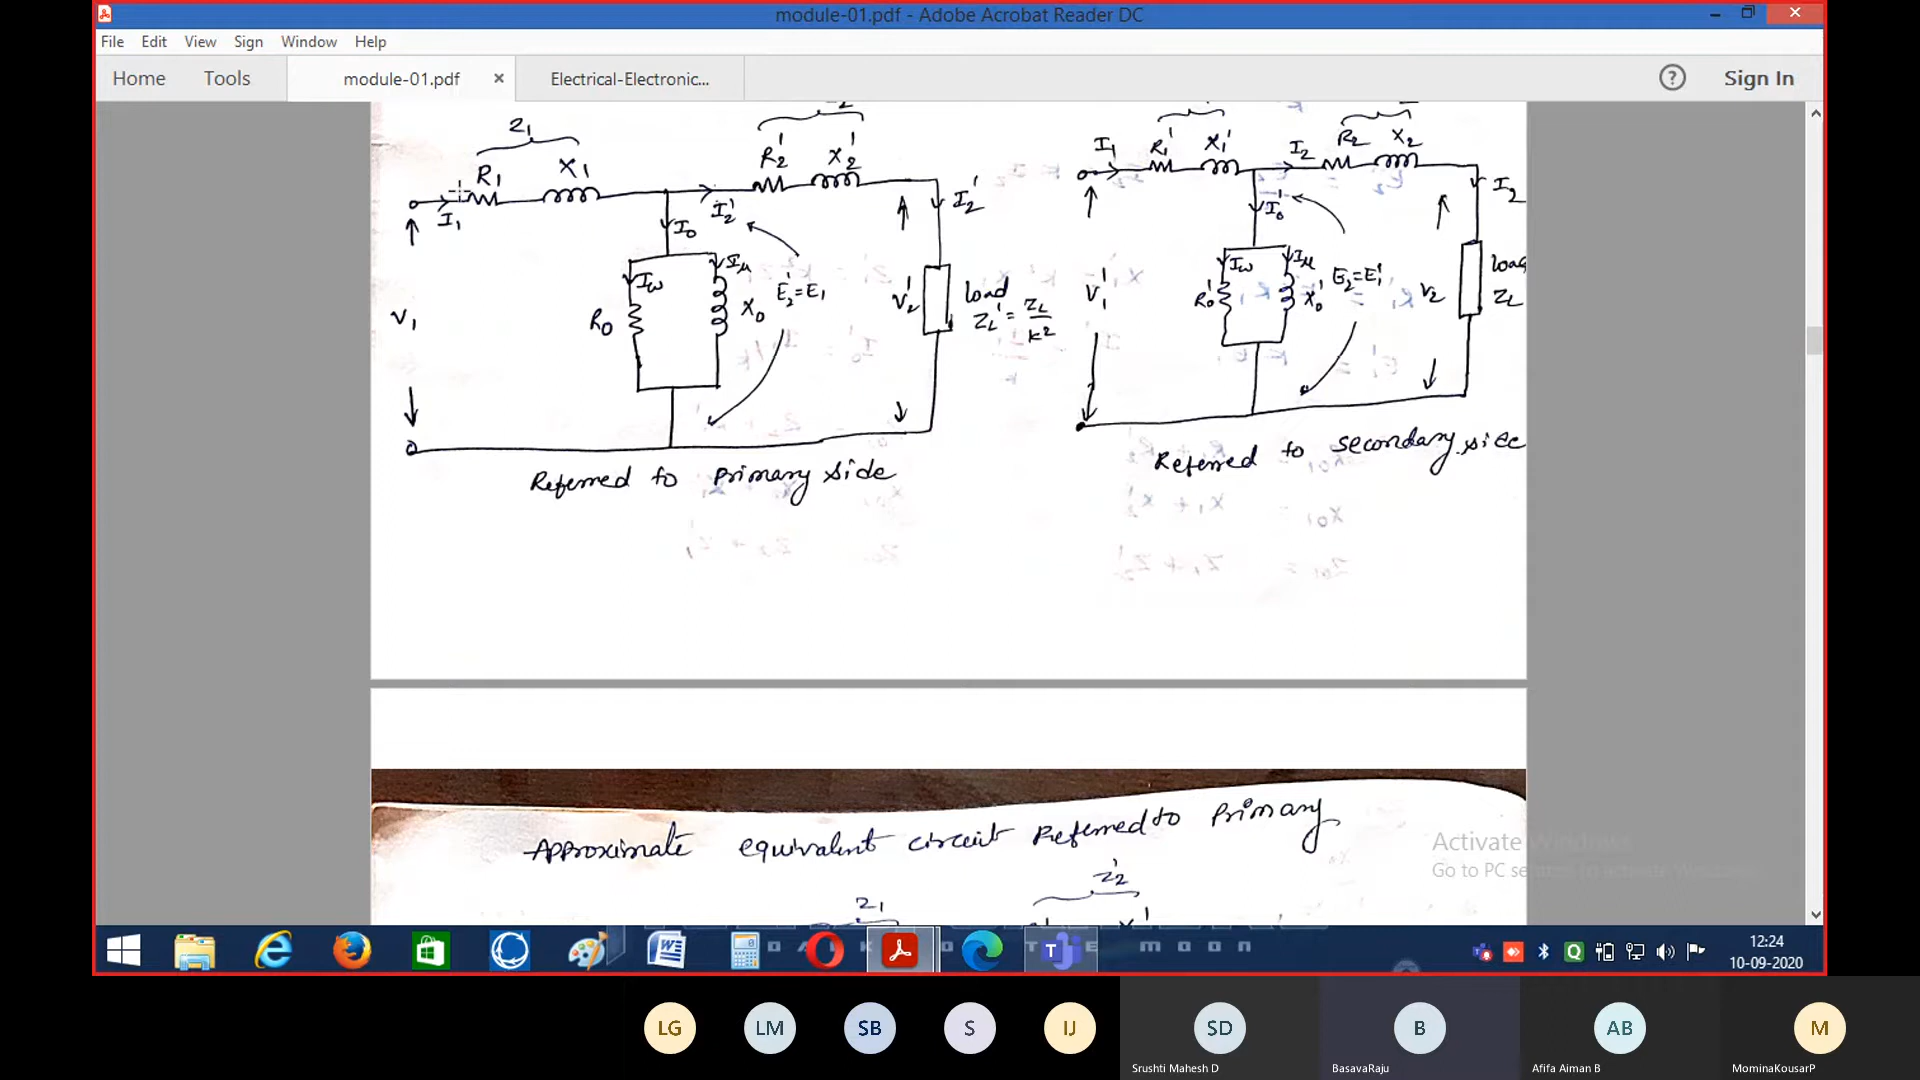 module-01.pdf - Adobe Acrobat Reader DC
File Edit View Sign Window Help
Home Tools module-01.pdf × Electrical-Electronic... ? Sign In
Z1
R1 X1
I1
R2' X2'
I2'
I2'
I0
Iω Iμ
R0 X0
E2'=E1
V1
V2'
load
ZL' = ZL/K²
Referred to Primary side
I1 R1' X1' I2 R2 X2
I2
I0'
Iω Iμ
R0' X0'
E2=E1'
V1'
V2
load
ZL
Referred to Secondary side
Approximate equivalent circuit Referred to Primary
Z1
Z2'
Activate Windows
12:24
10-09-2020
LG LM SB S IJ SD B AB M
Srushti Mahesh D BasavaRaju Afifa Aiman B MominaKousarP